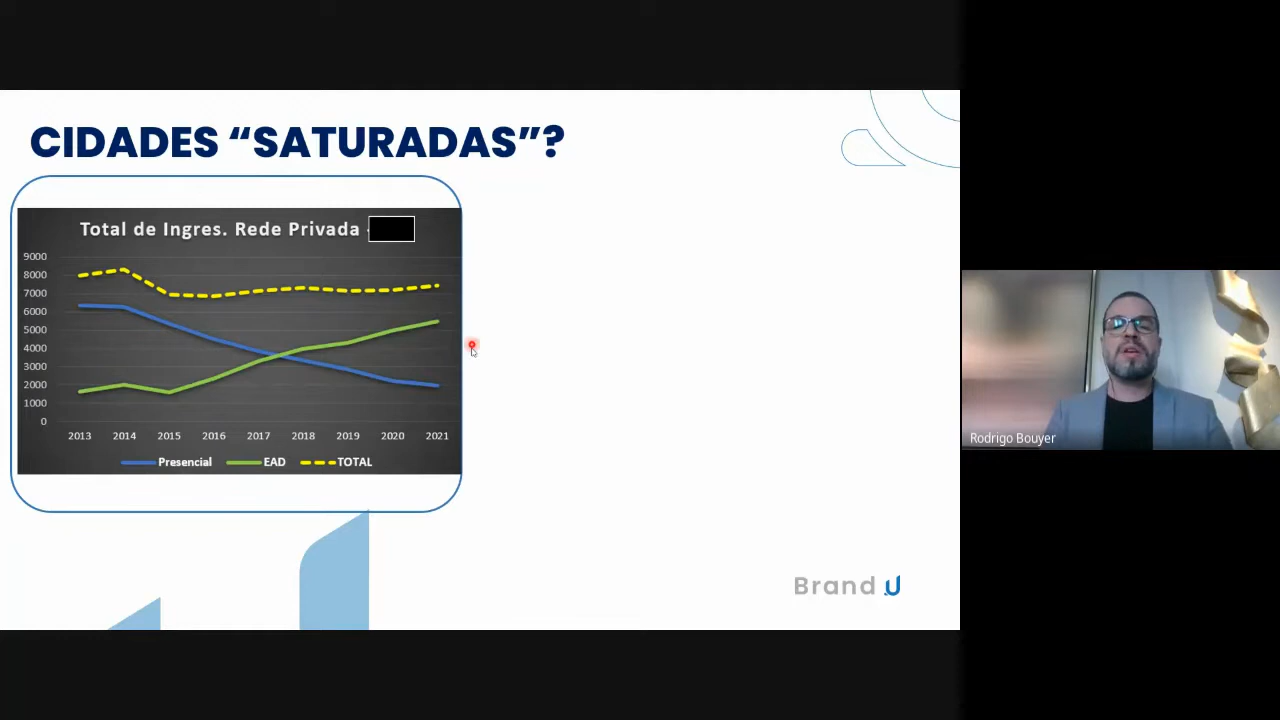 CIDADES “SATURADAS”?
Total de Ingres. Rede Privada -
9000
8000
7000
6000
5000
4000
3000
2000
1000
0
2013 2014 2015 2016 2017 2018 2019 2020 2021
Presencial EAD TOTAL
Brand U
Rodrigo Bouyer